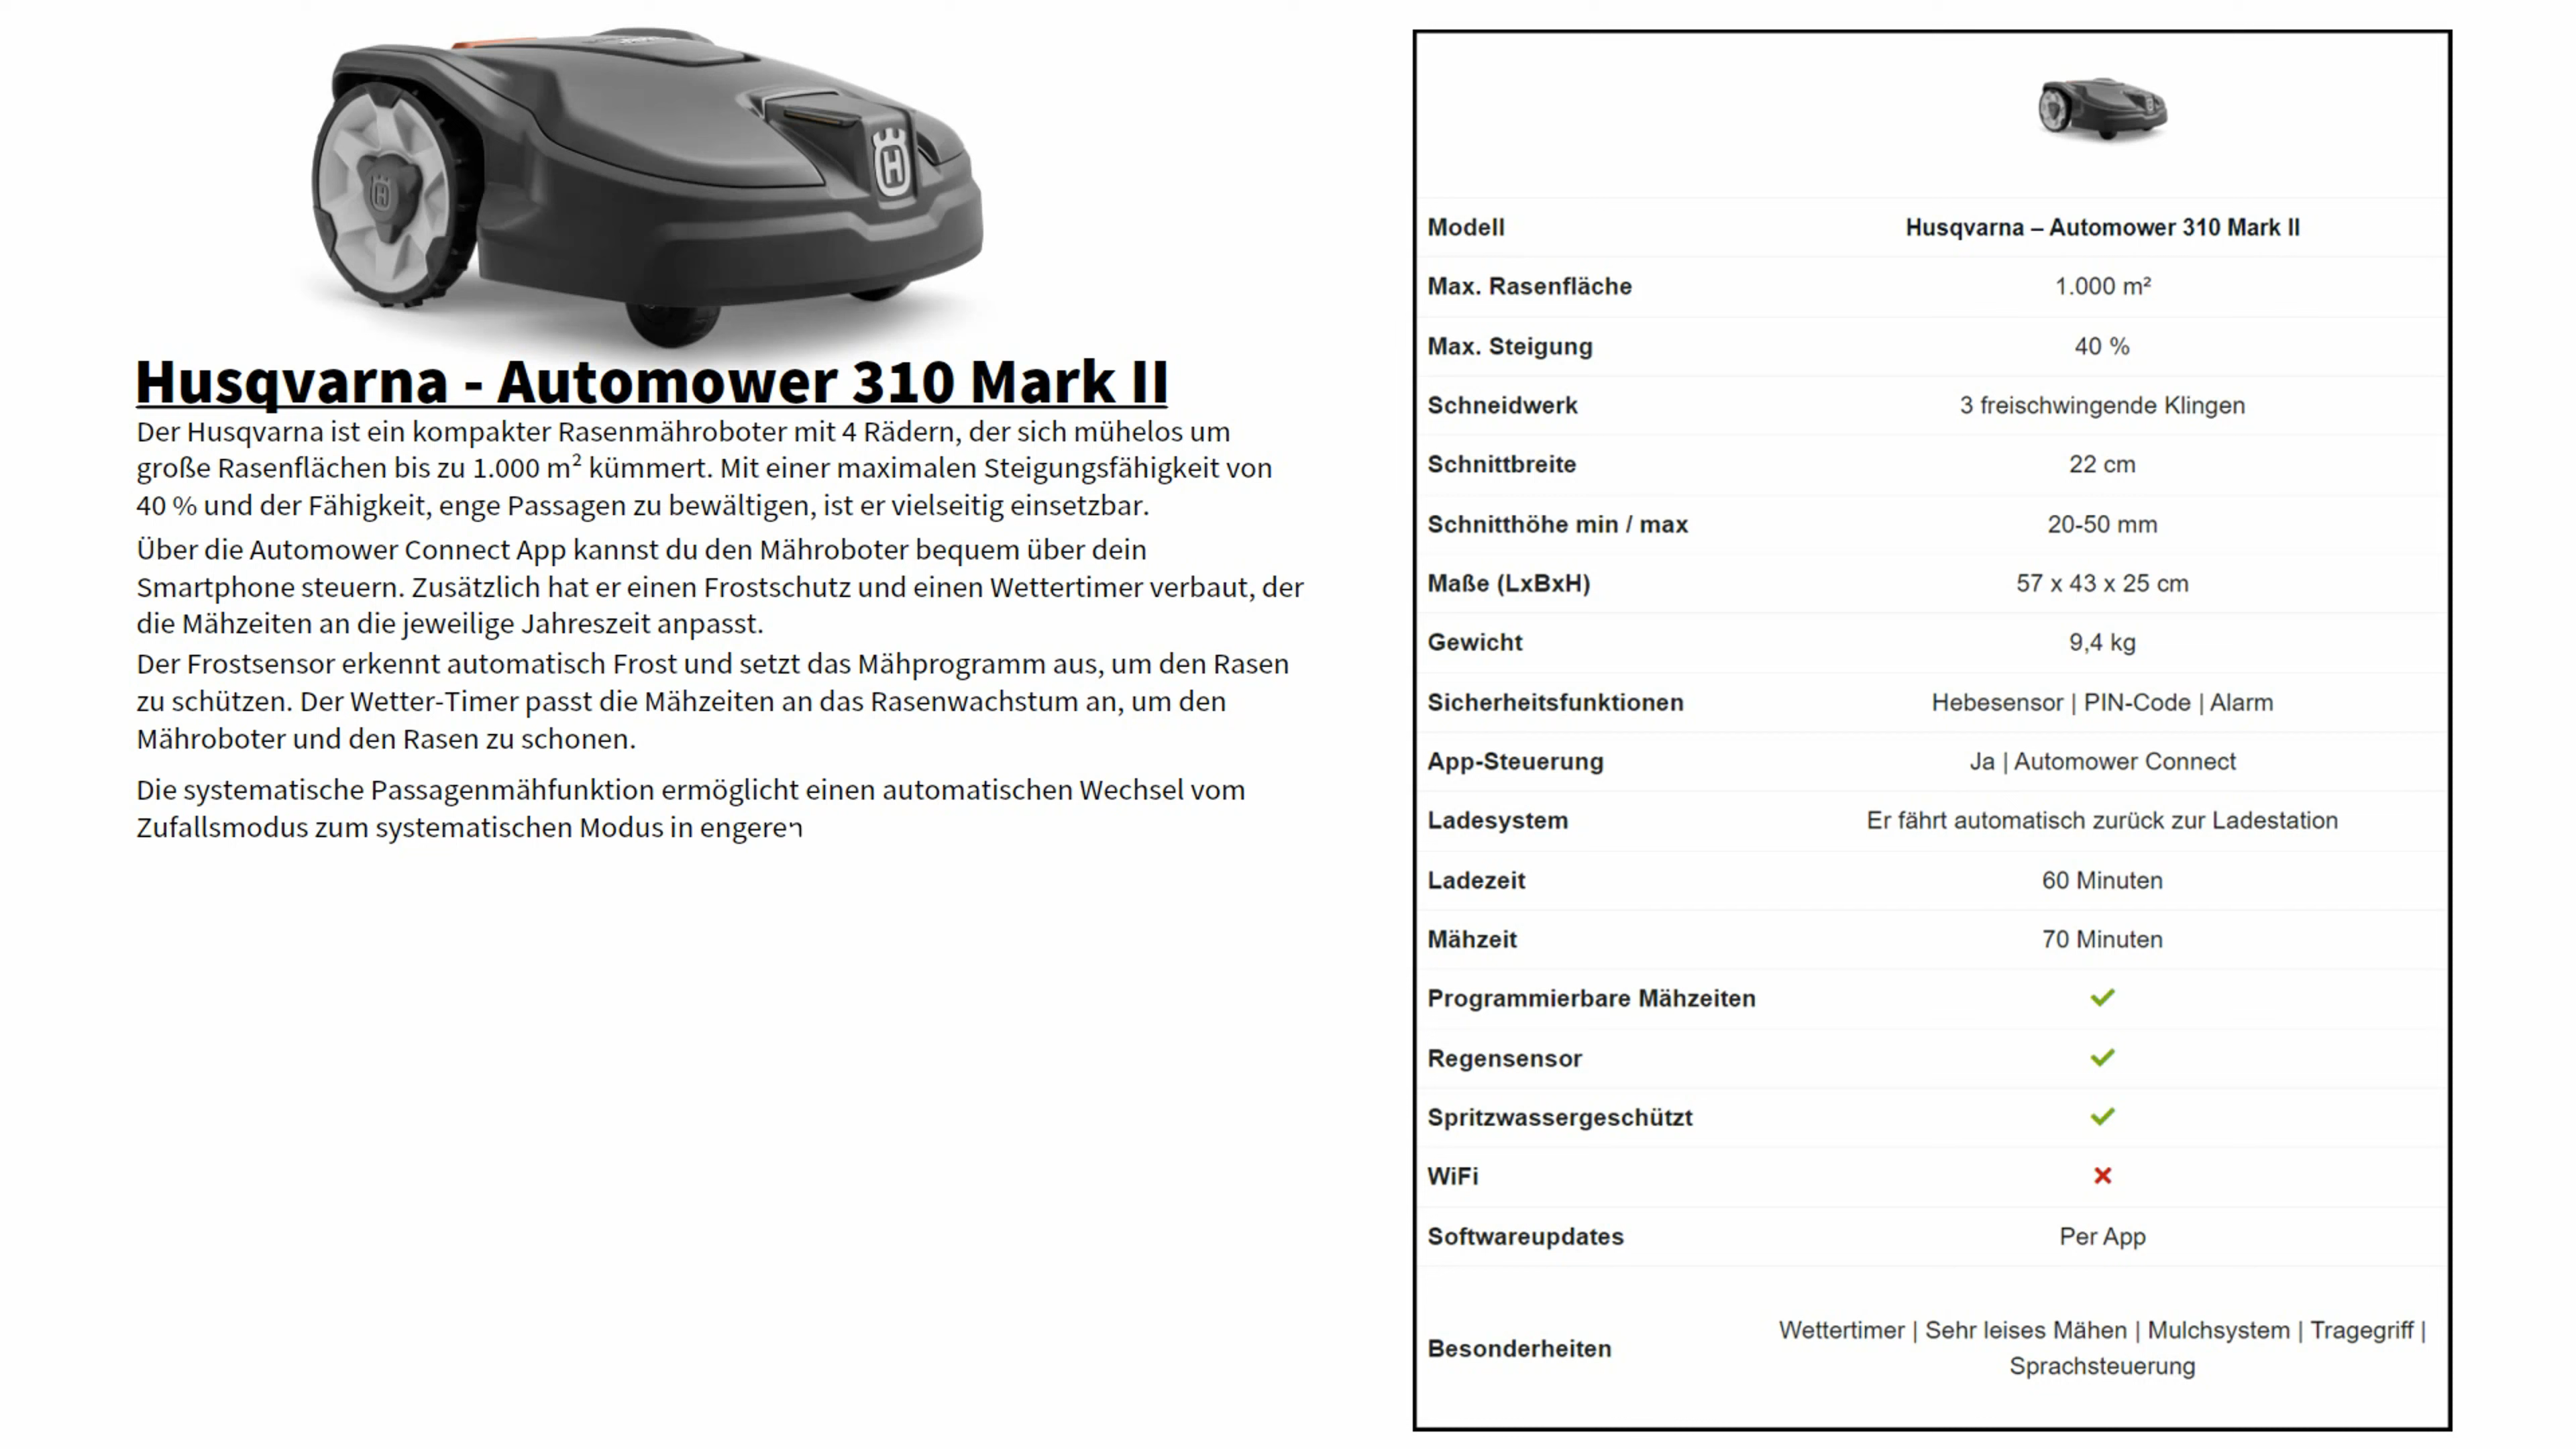 Husqvarna - Automower 310 Mark II
Der Husqvarna ist ein kompakter Rasenmähroboter mit 4 Rädern, der sich mühelos um
große Rasenflächen bis zu 1.000 m² kümmert. Mit einer maximalen Steigungsfähigkeit von
40 % und der Fähigkeit, enge Passagen zu bewältigen, ist er vielseitig einsetzbar.
Über die Automower Connect App kannst du den Mähroboter bequem über dein
Smartphone steuern. Zusätzlich hat er einen Frostschutz und einen Wettertimer verbaut, der
die Mähzeiten an die jeweilige Jahreszeit anpasst.
Der Frostsensor erkennt automatisch Frost und setzt das Mähprogramm aus, um den Rasen
zu schützen. Der Wetter-Timer passt die Mähzeiten an das Rasenwachstum an, um den
Mähroboter und den Rasen zu schonen.
Die systematische Passagenmähfunktion ermöglicht einen automatischen Wechsel vom
Zufallsmodus zum systematischen Modus in engeren
Modell Husqvarna – Automower 310 Mark II
Max. Rasenfläche 1.000 m²
Max. Steigung 40 %
Schneidwerk 3 freischwingende Klingen
Schnittbreite 22 cm
Schnitthöhe min / max 20-50 mm
Maße (LxBxH) 57 x 43 x 25 cm
Gewicht 9,4 kg
Sicherheitsfunktionen Hebesensor | PIN-Code | Alarm
App-Steuerung Ja | Automower Connect
Ladesystem Er fährt automatisch zurück zur Ladestation
Ladezeit 60 Minuten
Mähzeit 70 Minuten
Programmierbare Mähzeiten
Regensensor
Spritzwassergeschützt
WiFi
Softwareupdates Per App
Besonderheiten Wettertimer | Sehr leises Mähen | Mulchsystem | Tragegriff |
Sprachsteuerung